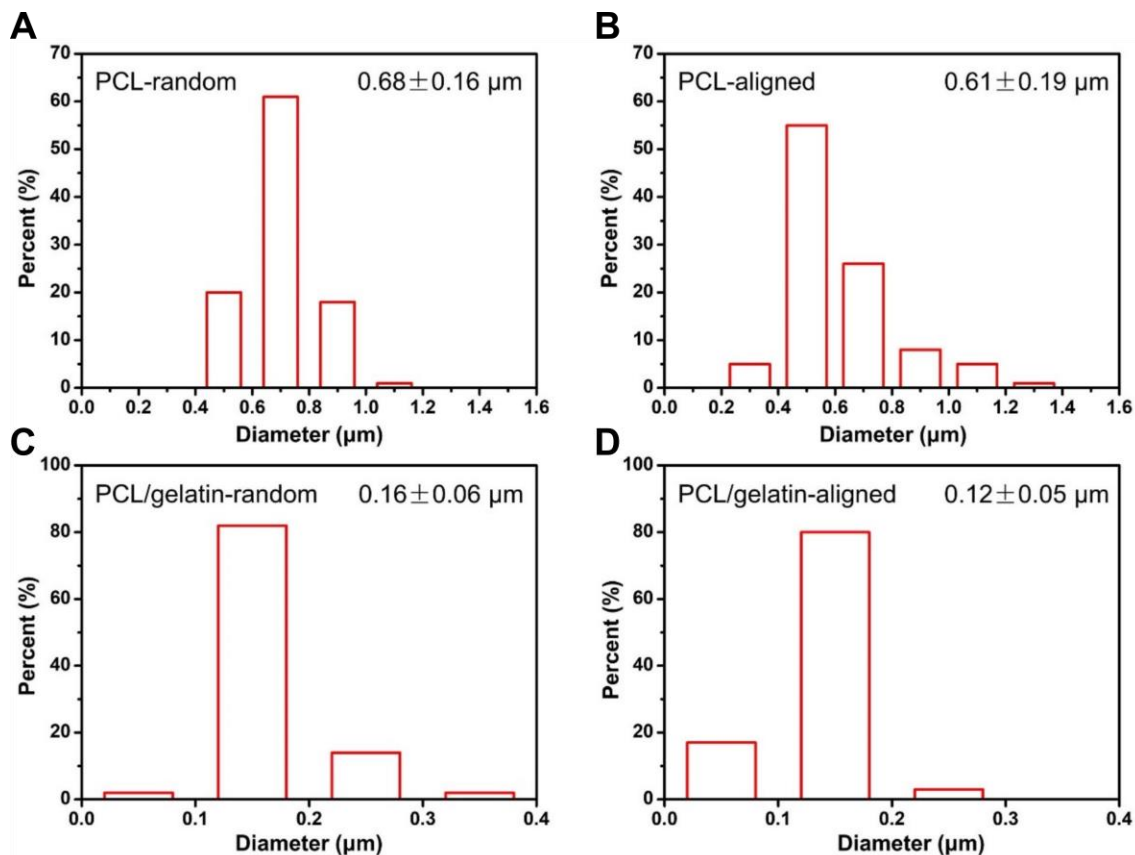 A
70
60
50
40
30
20
10
0
Percent (%)
PCL-random 0.68±0.16 µm
0.0 0.2 0.4 0.6 0.8 1.0 1.2 1.4 1.6
Diameter (µm)
B
70
60
50
40
30
20
10
0
Percent (%)
PCL-aligned 0.61±0.19 µm
0.0 0.2 0.4 0.6 0.8 1.0 1.2 1.4 1.6
Diameter (µm)
C
100
80
60
40
20
0
Percent (%)
PCL/gelatin-random 0.16±0.06 µm
0.0 0.1 0.2 0.3 0.4
Diameter (µm)
D
100
80
60
40
20
0
Percent (%)
PCL/gelatin-aligned 0.12±0.05 µm
0.0 0.1 0.2 0.3 0.4
Diameter (µm)